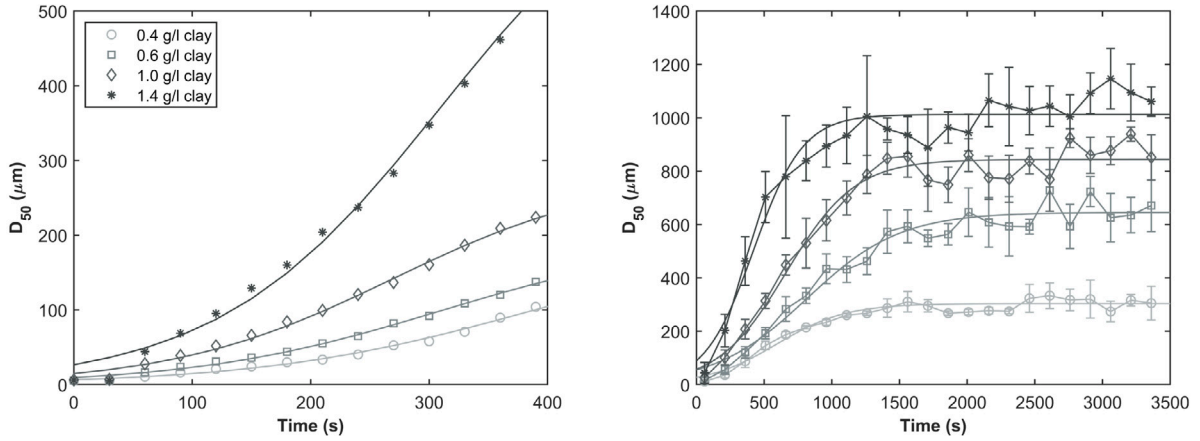 500
400
300
200
100
0
D50 (μm)
0.4 g/l clay
0.6 g/l clay
1.0 g/l clay
1.4 g/l clay
0 100 200 300 400
Time (s)
1400
1200
1000
800
600
400
200
0
D50 (μm)
0 500 1000 1500 2000 2500 3000 3500
Time (s)